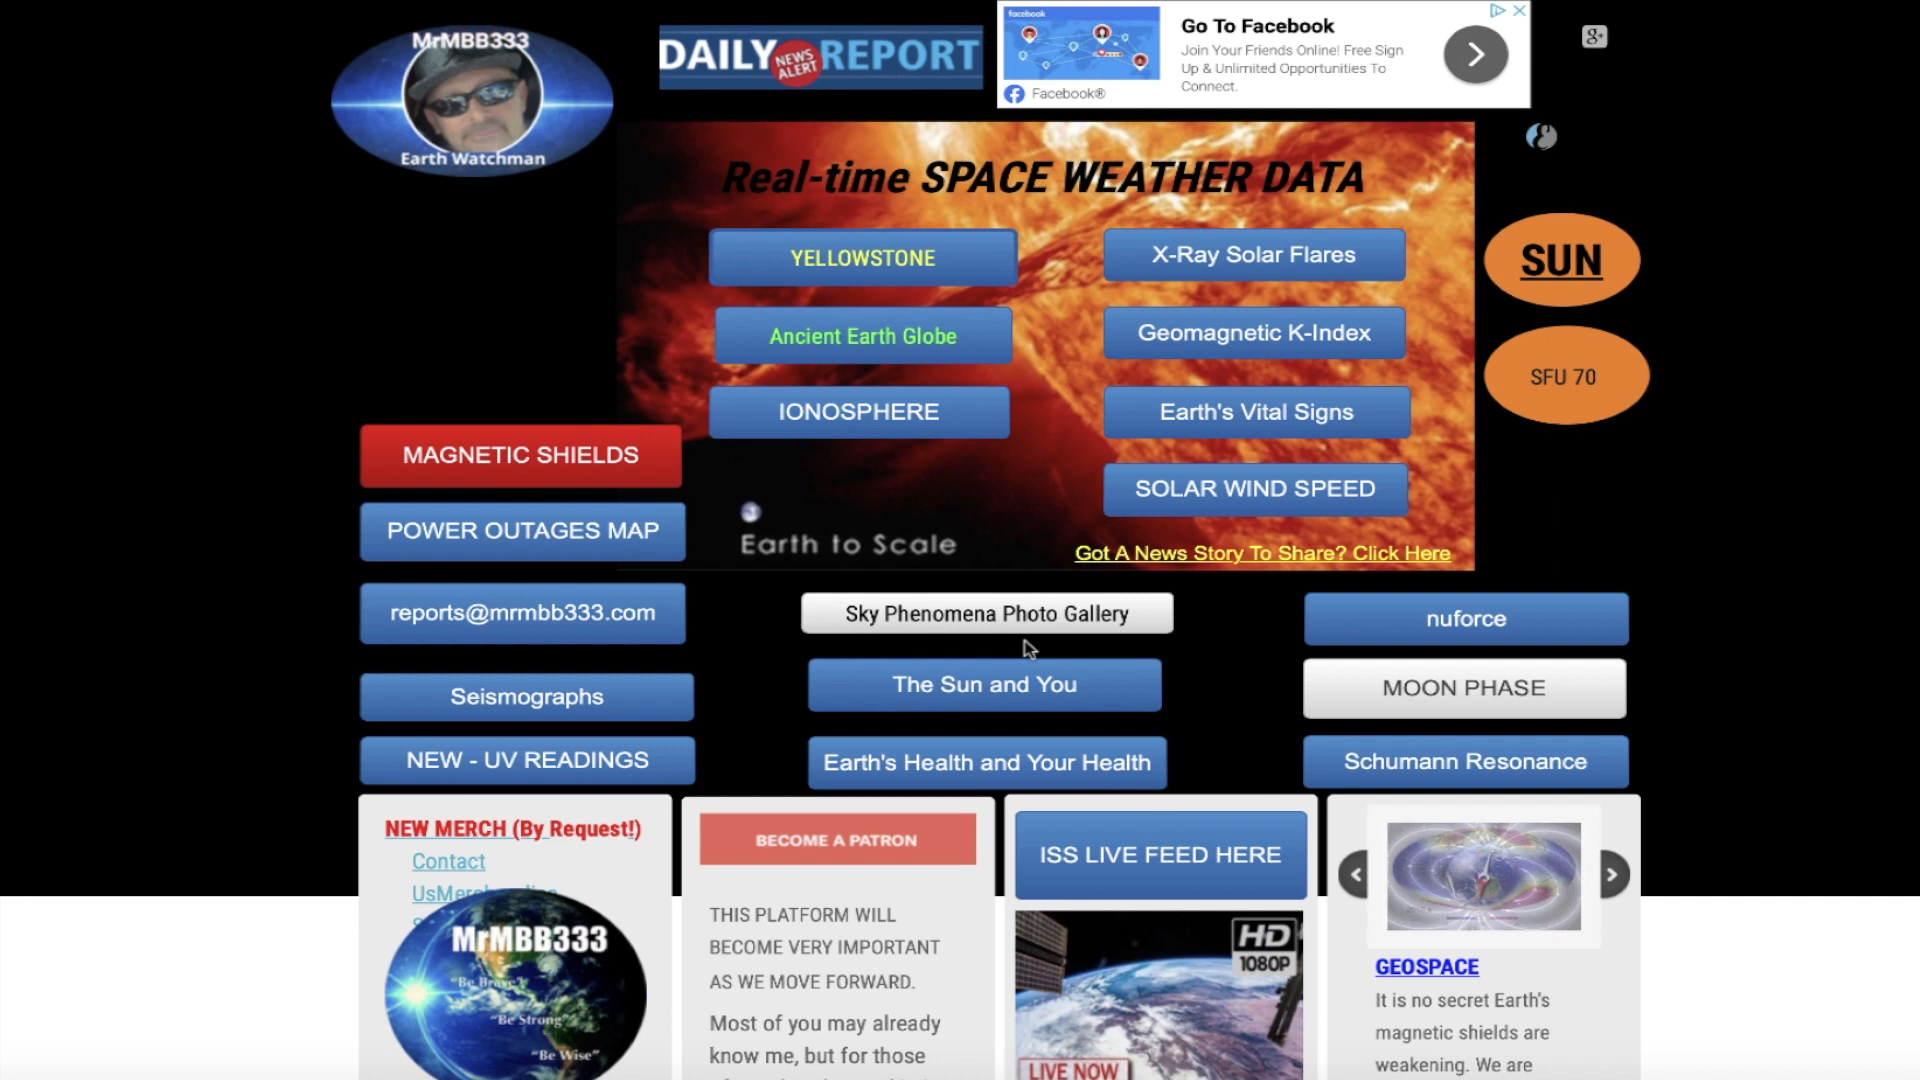 MrMBB333
Earth Watchman
DAILY NEWS ALERT REPORT
facebook
Go To Facebook
Join Your Friends Online! Free Sign
Up & Unlimited Opportunities To
Connect.
Facebook®
g+
Real-time SPACE WEATHER DATA
YELLOWSTONE
X-Ray Solar Flares
SUN
Ancient Earth Globe
Geomagnetic K-Index
SFU 70
IONOSPHERE
Earth's Vital Signs
MAGNETIC SHIELDS
SOLAR WIND SPEED
POWER OUTAGES MAP
Earth to Scale
Got A News Story To Share? Click Here
reports@mrmbb333.com
Sky Phenomena Photo Gallery
nuforce
Seismographs
The Sun and You
MOON PHASE
NEW - UV READINGS
Earth's Health and Your Health
Schumann Resonance
NEW MERCH (By Request!)
Contact
MrMBB333
"Be Brave"
"Be Strong"
"Be Wise"
BECOME A PATRON
THIS PLATFORM WILL
BECOME VERY IMPORTANT
AS WE MOVE FORWARD.
Most of you may already
know me, but for those
ISS LIVE FEED HERE
HD
1080P
LIVE NOW
GEOSPACE
It is no secret Earth's
magnetic shields are
weakening. We are